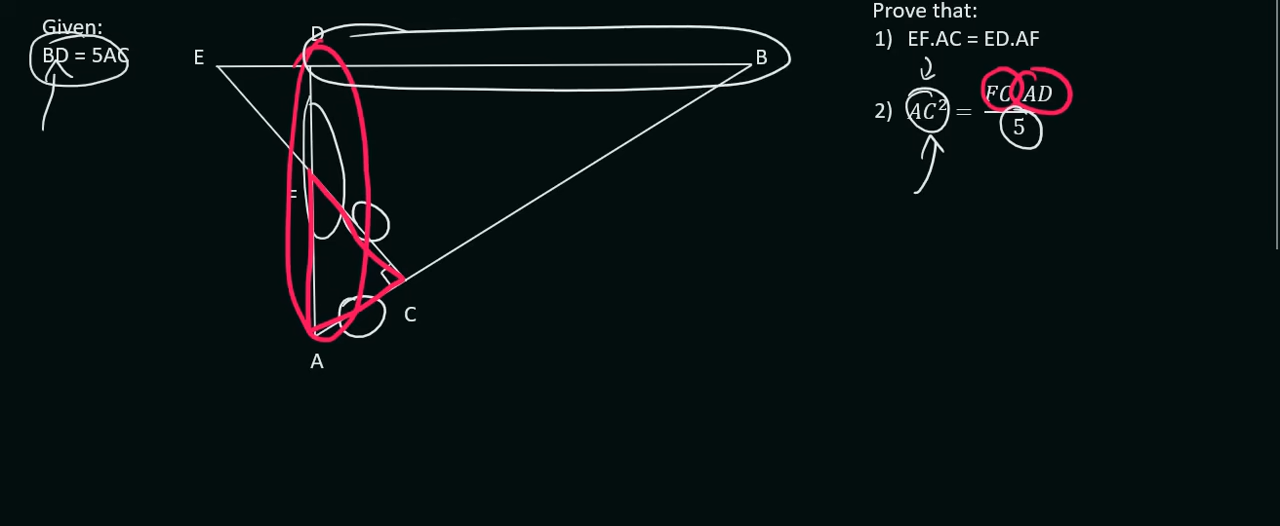 Given:
BD = 5AC
E
D
B
F
C
A
Prove that:
1) EF.AC = ED.AF
2) AC² = FC AD
5